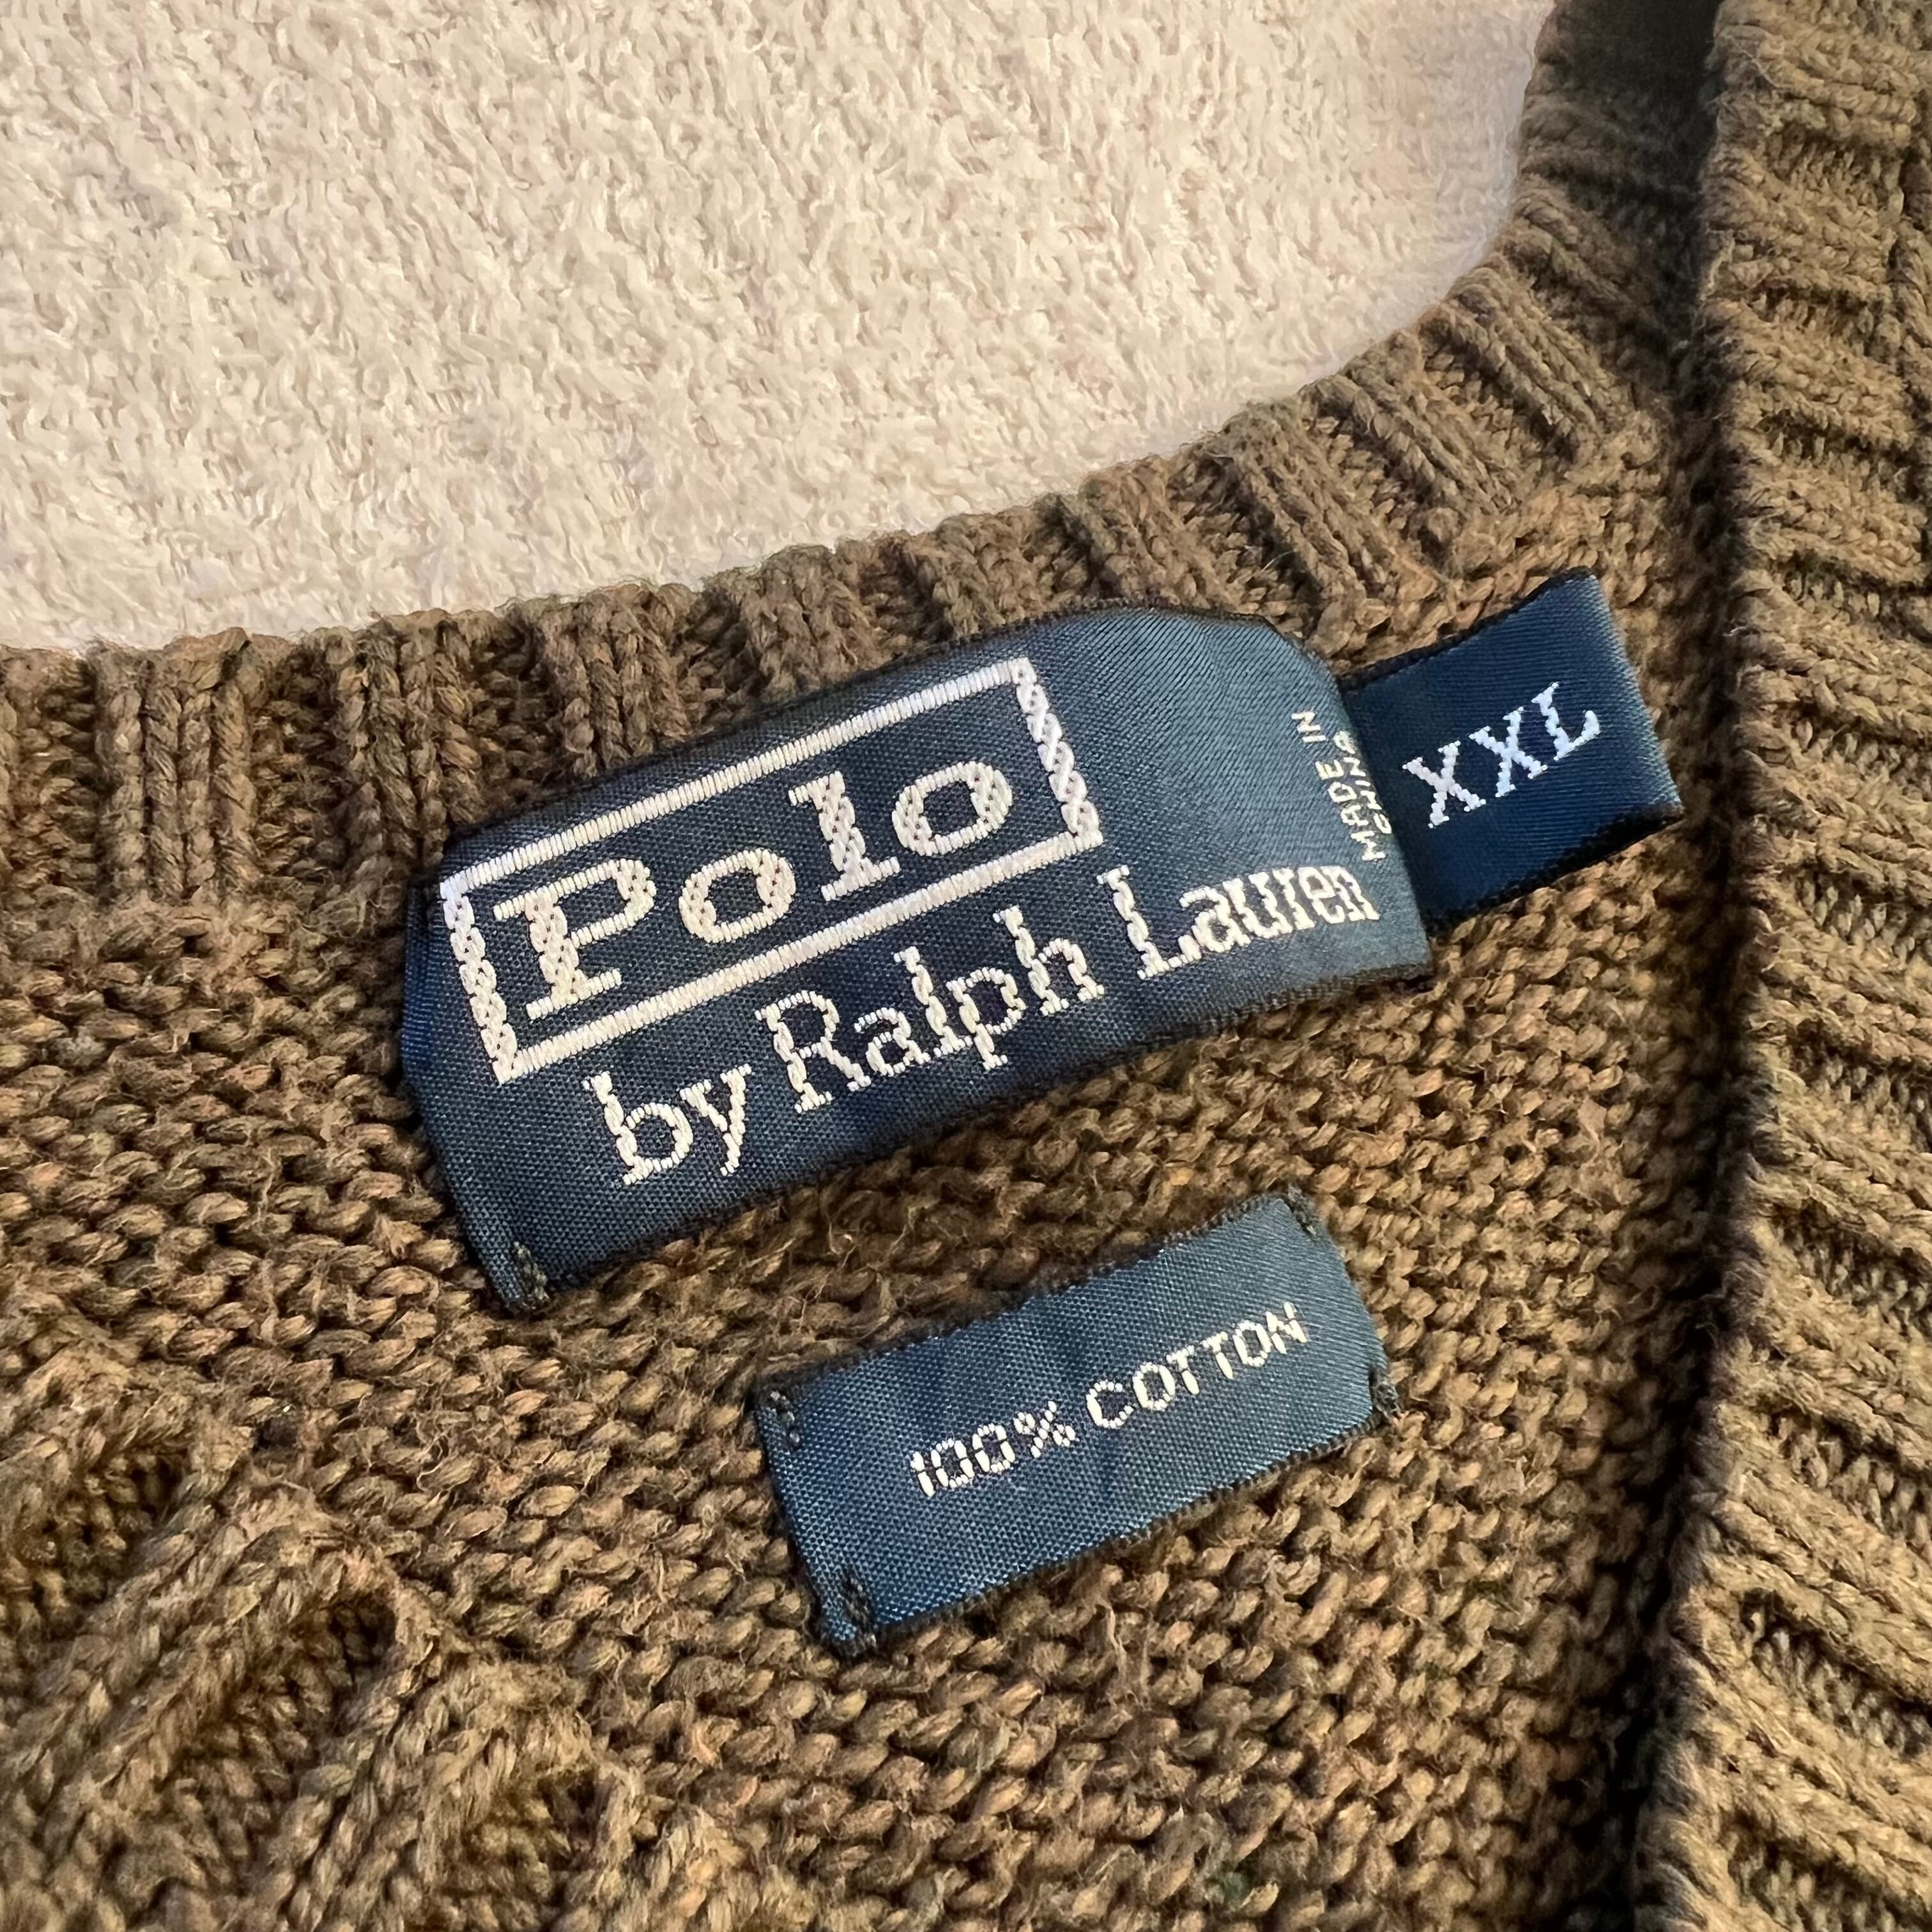 Polo
by Ralph Lauren
MADE IN
CHINA
XXL
100% COTTON